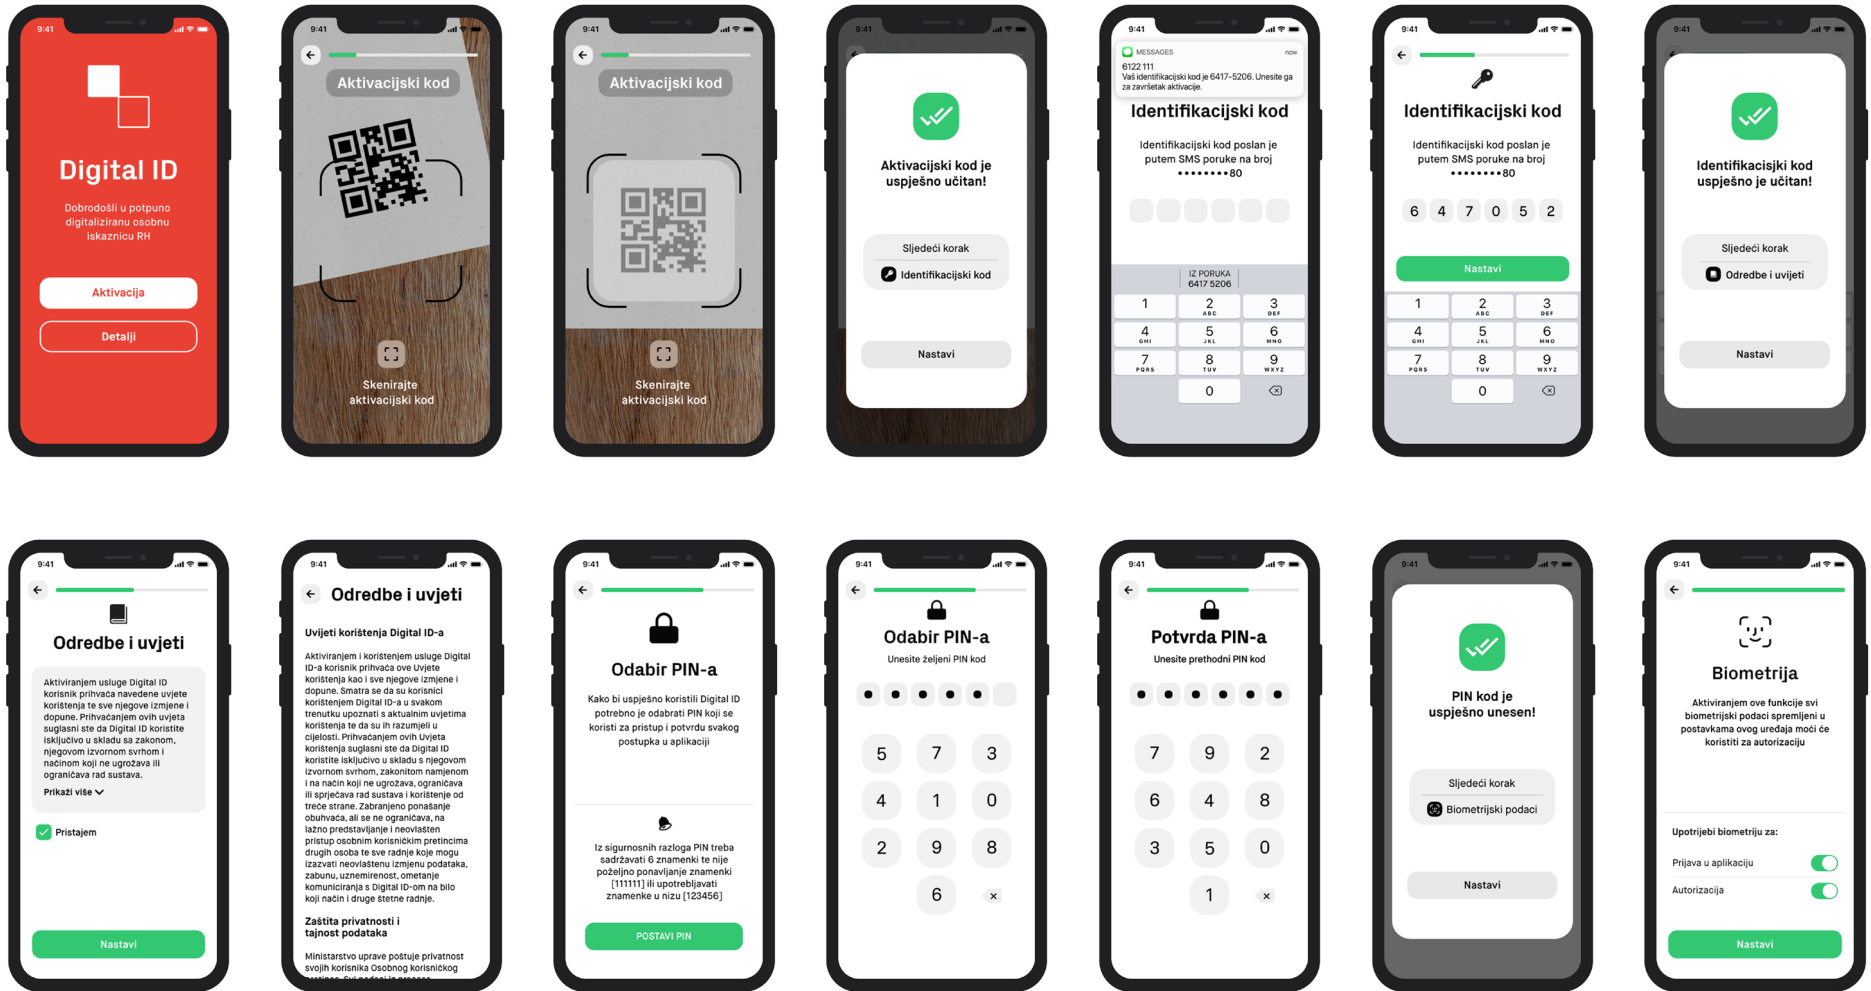 9:41
Digital ID
Dobrodošli u potpuno
digitaliziranu osobnu
iskaznicu RH
Aktivacija
Detalji
9:41
Aktivacijski kod
Skenirajte
aktivacijski kod
9:41
Aktivacijski kod
Skenirajte
aktivacijski kod
9:41
Aktivacijski kod je
uspješno učitan!
Sljedeći korak
Identifikacijski kod
Nastavi
9:41
MESSAGES now
6122 111
Vaš identifikacijski kod je 6417-5206. Unesite ga
za završetak aktivacije.
Identifikacijski kod
Identifikacijski kod poslan je
putem SMS poruke na broj
••••••••80
IZ PORUKA
6417 5206
1 2 3
ABC DEF
4 5 6
GHI JKL MNO
7 8 9
PQRS TUV WXYZ
0
9:41
Identifikacijski kod
Identifikacijski kod poslan je
putem SMS poruke na broj
••••••••80
6 4 7 0 5 2
Nastavi
1 2 3
ABC DEF
4 5 6
GHI JKL MNO
7 8 9
PQRS TUV WXYZ
0
9:41
Identifikacisjki kod
uspješno je učitan!
Sljedeći korak
Odredbe i uvijeti
Nastavi
9:41
Odredbe i uvjeti
Aktiviranjem usluge Digital ID
korisnik prihvaća navedene uvjete
korištenja te sve njegove izmjene i
dopune. Prihvaćanjem ovih uvjeta
suglasni ste da Digital ID koristite
isključivo u skladu sa zakonom,
njegovom izvornom svrhom i
načinom koji ne ugrožava ili
ograničava rad sustava.
Prikaži više
Pristajem
Nastavi
9:41
Odredbe i uvjeti
Uvijeti korištenja Digital ID-a
Aktiviranjem i korištenjem usluge Digital
ID-a korisnik prihvaća ove Uvjete
korištenja kao i sve njegove izmjene i
dopune. Smatra se da su korisnici
korištenjem Digital ID-a u svakom
trenutku upoznati s aktualnim uvjetima
korištenja te da su ih razumjeli u
cijelosti. Prihvaćanjem ovih Uvjeta
korištenja suglasni ste da Digital ID
koristite isključivo u skladu s njegovom
izvornom svrhom, zakonitom namjenom
i na način koji ne ugrožava, ograničava
ili sprječava rad sustava i korištenje od
treće strane. Zabranjeno ponašanje
obuhvaća, ali se ne ograničava, na
lažno predstavljanje i neovlašten
pristup osobnim korisničkim pretincima
drugih osoba te sve radnje koje mogu
izazvati neovlaštenu izmjenu podataka,
zabunu, uznemirenost, ometanje
komuniciranja s Digital ID-om na bilo
koji način i druge štetne radnje.
Zaštita privatnosti i
tajnost podataka
Ministarstvo uprave poštuje privatnost
svojih korisnika Osobnog korisničkog
9:41
Odabir PIN-a
Kako bi uspješno koristili Digital ID
potrebno je odabrati PIN koji se
koristi za pristup i potvrdu svakog
postupka u aplikaciji
Iz sigurnosnih razloga PIN treba
sadržavati 6 znamenki te nije
poželjno ponavljanje znamenki
[111111] ili upotrebljavati
znamenke u nizu [123456]
POSTAVI PIN
9:41
Odabir PIN-a
Unesite željeni PIN kod
5 7 3
4 1 0
2 9 8
6
9:41
Potvrda PIN-a
Unesite prethodni PIN kod
7 9 2
6 4 8
3 5 0
1
9:41
PIN kod je
uspješno unesen!
Sljedeći korak
Biometrijski podaci
Nastavi
9:41
Biometrija
Aktiviranjem ove funkcije svi
biometrijski podaci spremljeni u
postavkama ovog uređaja moći će
koristiti za autorizaciju
Upotrijebi biometriju za:
Prijava u aplikaciju
Autorizacija
Nastavi